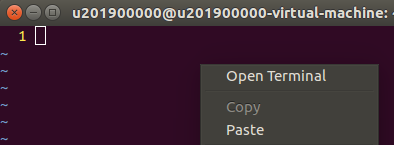 u201900000@u201900000-virtual-machine:
1
~
~
~
~
~
Open Terminal
Copy
Paste